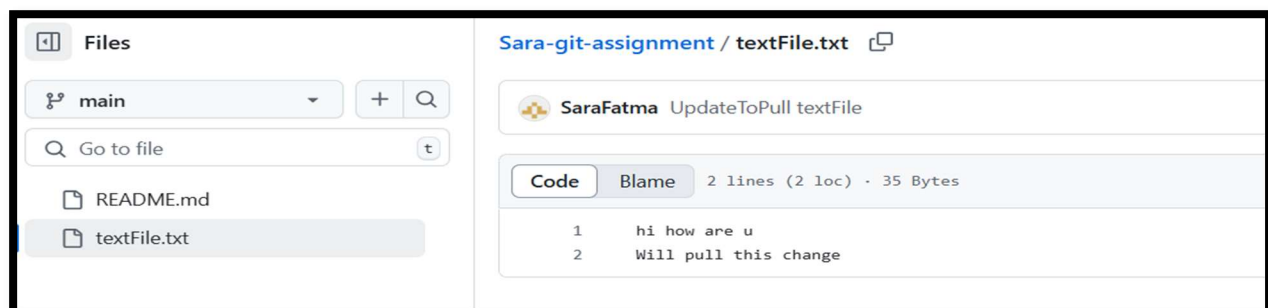 Files
main
Go to file
t
README.md
textFile.txt
Sara-git-assignment / textFile.txt
SaraFatma UpdateToPull textFile
Code Blame 2 lines (2 loc) · 35 Bytes
1 hi how are u
2 Will pull this change